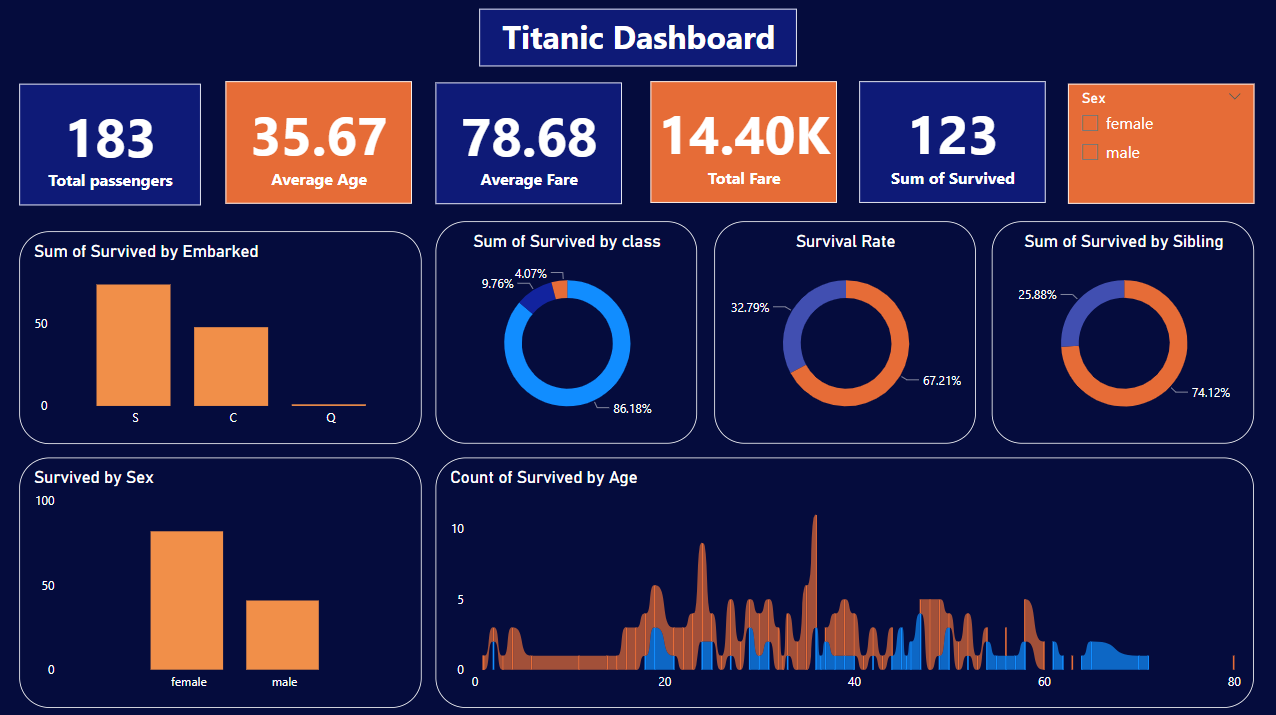 Titanic Dashboard
183
Total passengers
35.67
Average Age
78.68
Average Fare
14.40K
Total Fare
123
Sum of Survived
Sex
female
male
Sum of Survived by Embarked
50
0
S C Q
Sum of Survived by class
4.07%
9.76%
86.18%
Survival Rate
32.79%
67.21%
Sum of Survived by Sibling
25.88%
74.12%
Survived by Sex
100
50
0
female male
Count of Survived by Age
10
5
0
0 20 40 60 80